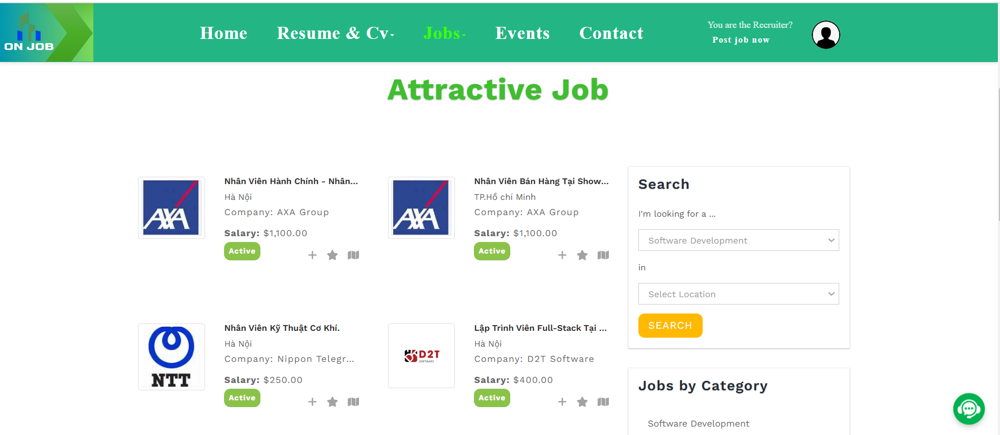 ON JOB
Home
Resume & Cv
Jobs
Events
Contact
You are the Recruiter?
Post job now
Attractive Job
AXA
Nhân Viên Hành Chính - Nhân...
Hà Nội
Company: AXA Group
Salary: $1,100.00
Active
AXA
Nhân Viên Bán Hàng Tại Show...
TP.Hồ chí Minh
Company: AXA Group
Salary: $1,100.00
Active
NTT
Nhân Viên Kỹ Thuật Cơ Khí.
Hà Nội
Company: Nippon Telegr...
Salary: $250.00
Active
D2T
SOFTWARE
Lập Trình Viên Full-Stack Tại ...
Hà Nội
Company: D2T Software
Salary: $400.00
Active
Search
I'm looking for a ...
Software Development
in
Select Location
SEARCH
Jobs by Category
Software Development